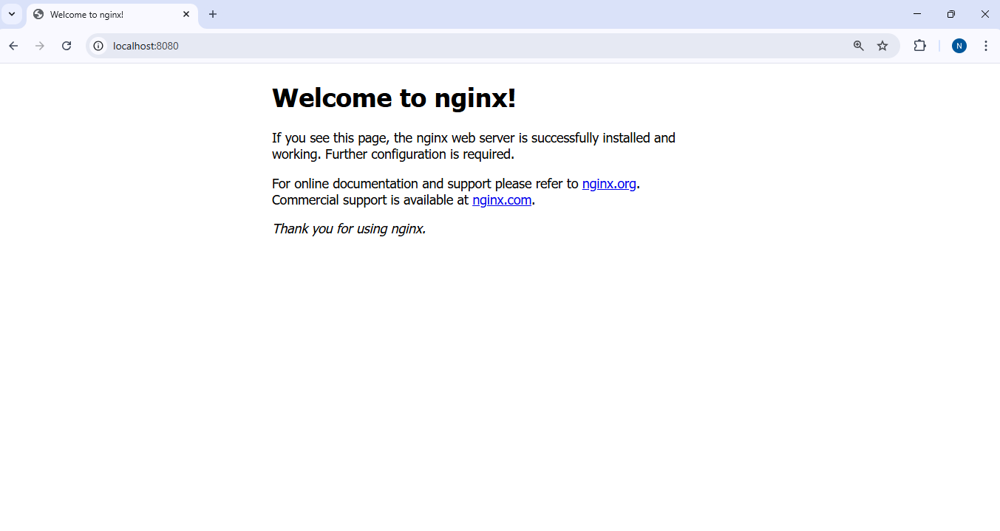 Welcome to nginx!
localhost:8080
N
Welcome to nginx!
If you see this page, the nginx web server is successfully installed and
working. Further configuration is required.
For online documentation and support please refer to nginx.org.
Commercial support is available at nginx.com.
Thank you for using nginx.